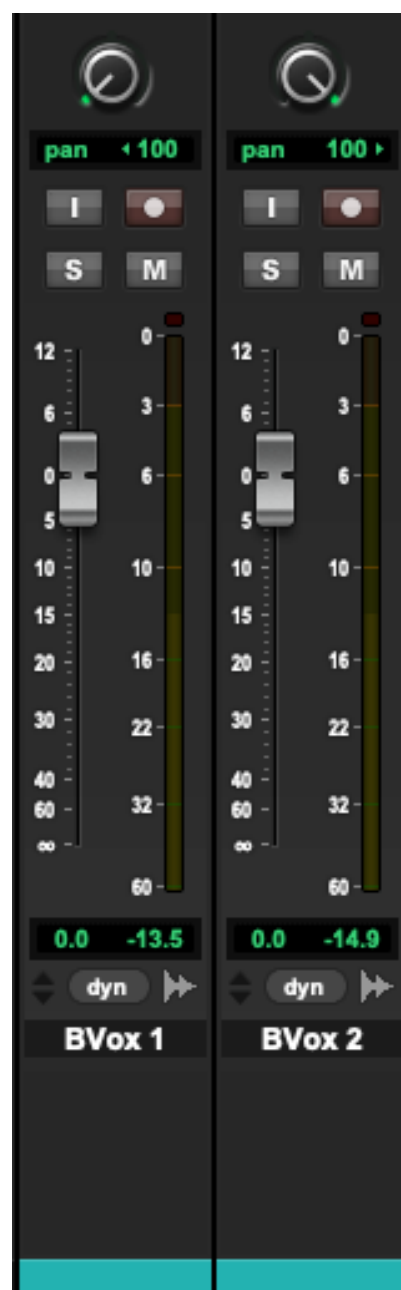 pan ◂ 100 pan 100 ▸
I I
S M S M
12 0 12 0
6 3 6 3
0 6 0 6
5 5
10 10 10 10
15 15
20 16 20 16
30 22 30 22
40 40
60 32 60 32
∞ ∞
60 60
0.0 -13.5 0.0 -14.9
dyn dyn
BVox 1 BVox 2